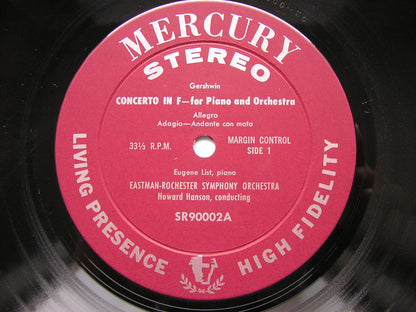 MERCURY
STEREO
Gershwin
CONCERTO IN F—for Piano and Orchestra
Allegro
Adagio—Andante con moto
33⅓ R.P.M.
MARGIN CONTROL
SIDE 1
Eugene List, piano
EASTMAN-ROCHESTER SYMPHONY ORCHESTRA
Howard Hanson, conducting
SR90002A
LIVING PRESENCE
HIGH FIDELITY